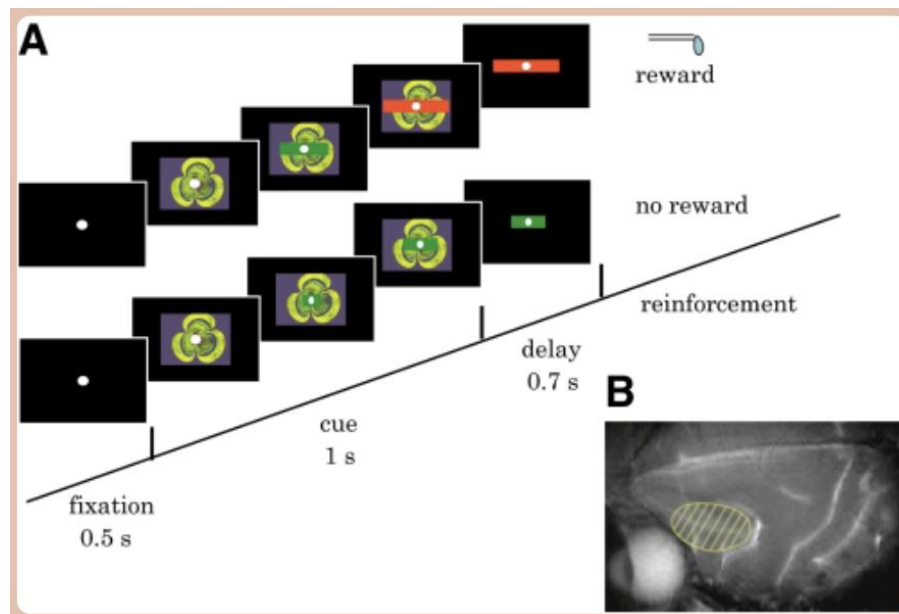 A
reward
no reward
reinforcement
delay
0.7 s
cue
1 s
fixation
0.5 s
B